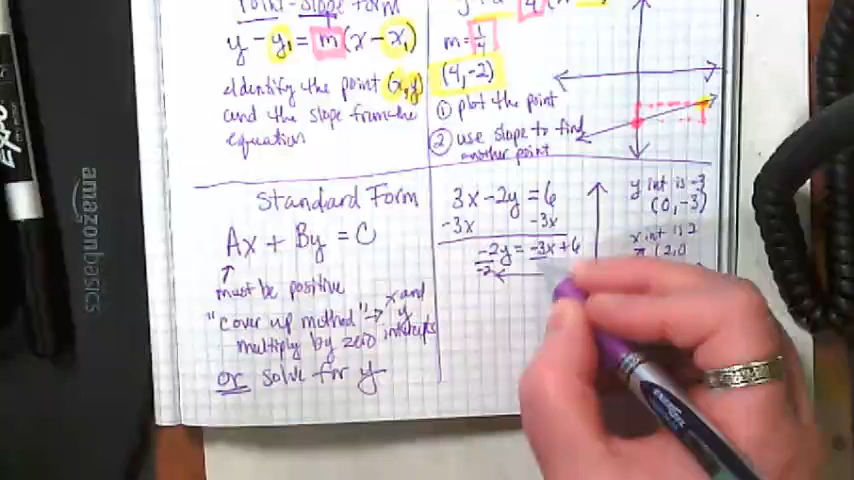 Point-Slope form
y - y₁ = m(x - x₁)
Identify the point (x,y)
and the slope from the
equation
m = 1/4
(4,-2)
① plot the point
② use slope to find
another point
Standard Form
Ax + By = C
↑
must be positive
"cover up method" → x and y
multiply by zero intercepts
or solve for y
3x - 2y = 6
-3x -3x
-2y = -3x + 6
-2
y int is -3
(0,-3)
x int is 2
(2,0
EXPO
amazonbasics